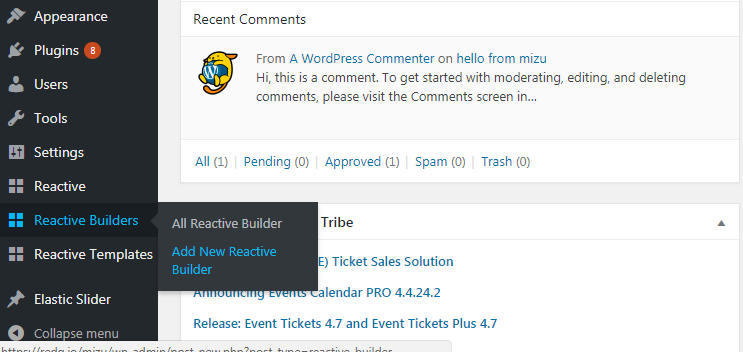 Appearance
Plugins 8
Users
Tools
Settings
Reactive
Reactive Builders
Reactive Templates
Elastic Slider
Collapse menu
All Reactive Builder
Add New Reactive
Builder
Recent Comments
From A WordPress Commenter on hello from mizu
Hi, this is a comment. To get started with moderating, editing, and deleting
comments, please visit the Comments screen in...
All (1) | Pending (0) | Approved (1) | Spam (0) | Trash (0)
Tribe
E) Ticket Sales Solution
Announcing Events Calendar PRO 4.4.24.2
Release: Event Tickets 4.7 and Event Tickets Plus 4.7
https://redq.io/mizu/wp-admin/post-new.php?post_type=reactive_builder